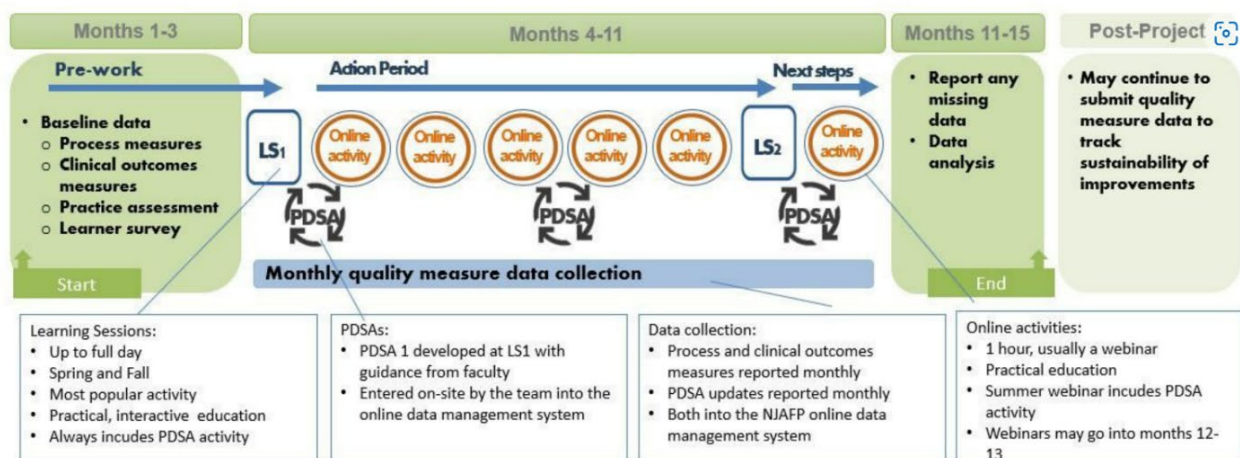 Months 1-3
Months 4-11
Months 11-15
Post-Project
Pre-work
Action Period
Next steps
• Baseline data
o Process measures
o Clinical outcomes
measures
o Practice assessment
o Learner survey
LS1
Online
activity
Online
activity
Online
activity
Online
activity
Online
activity
LS2
Online
activity
PDSA
PDSA
PDSA
Monthly quality measure data collection
• Report any
missing
data
• Data
analysis
• May continue to
submit quality
measure data to
track
sustainability of
improvements
Start
End
Learning Sessions:
• Up to full day
• Spring and Fall
• Most popular activity
• Practical, interactive education
• Always incudes PDSA activity
PDSAs:
• PDSA 1 developed at LS1 with
guidance from faculty
• Entered on-site by the team into the
online data management system
Data collection:
• Process and clinical outcomes
measures reported monthly
• PDSA updates reported monthly
• Both into the NJAFP online data
management system
Online activities:
• 1 hour, usually a webinar
• Practical education
• Summer webinar incudes PDSA
activity
• Webinars may go into months 12-
13